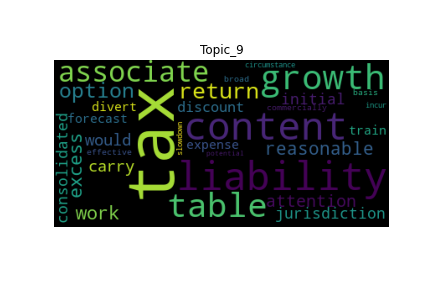 Topic_9
circumstance
associate
growth
broad
option
return
basis
divert
discount
initial
commercially
incur
forecast
tax
content
train
consolidated
excess
would
slowdown
expense
reasonable
effective
potential
carry
liability
work
table
attention
jurisdiction